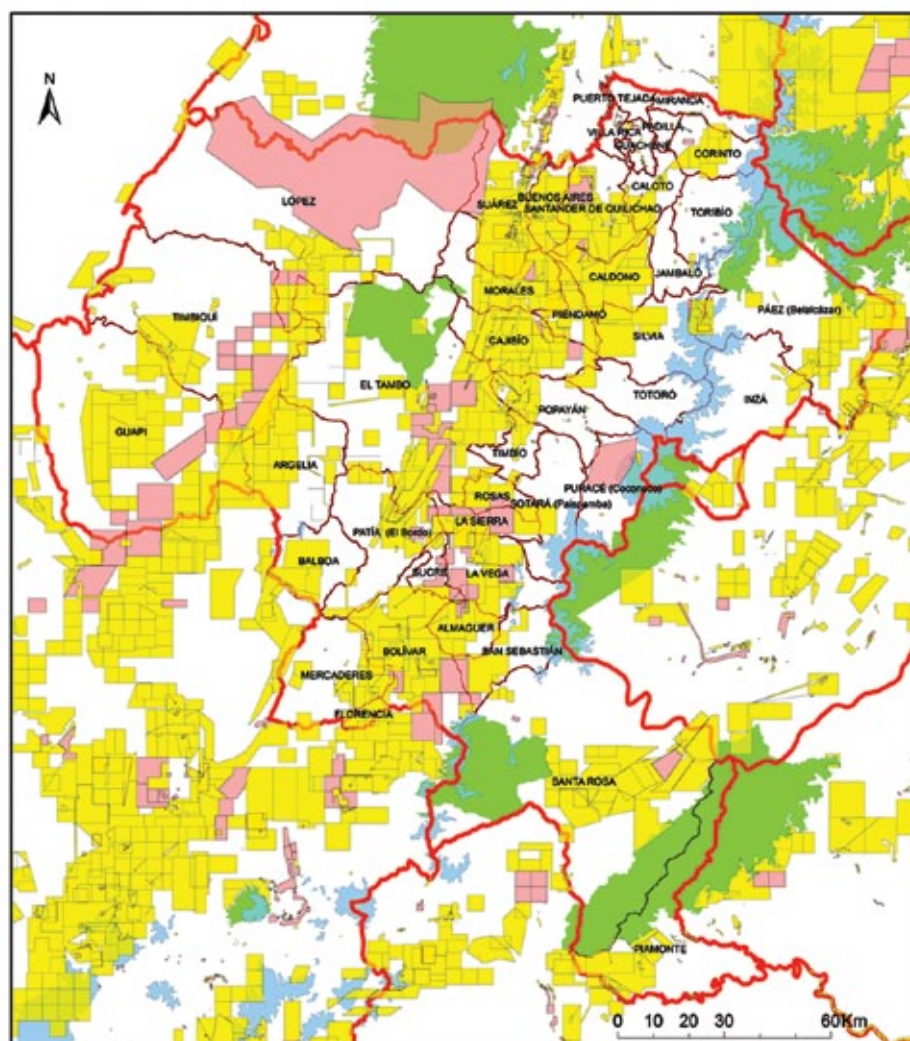 N
PUERTO TEJADA
MIRANDA
PADILLA
VILLA RICA
GUACHENÉ
CORINTO
CALOTO
LÓPEZ
SUÁREZ
BUENOS AIRES
SANTANDER DE QUILICHAO
TORIBÍO
JAMBALÓ
CALDONO
MORALES
PÁEZ (Belalcázar)
TIMBIQUÍ
PIENDAMÓ
SILVIA
CAJIBÍO
EL TAMBO
TOTORÓ
INZÁ
POPAYÁN
GUAPI
TIMBÍO
ARGELIA
PURACÉ (Coconuco)
ROSAS
SOTARÁ (Paispamba)
LA SIERRA
PATÍA (El Bordo)
BALBOA
SUCRE
LA VEGA
ALMAGUER
BOLÍVAR
SAN SEBASTIÁN
MERCADERES
FLORENCIA
SANTA ROSA
PIAMONTE
0 10 20 30 60 Km